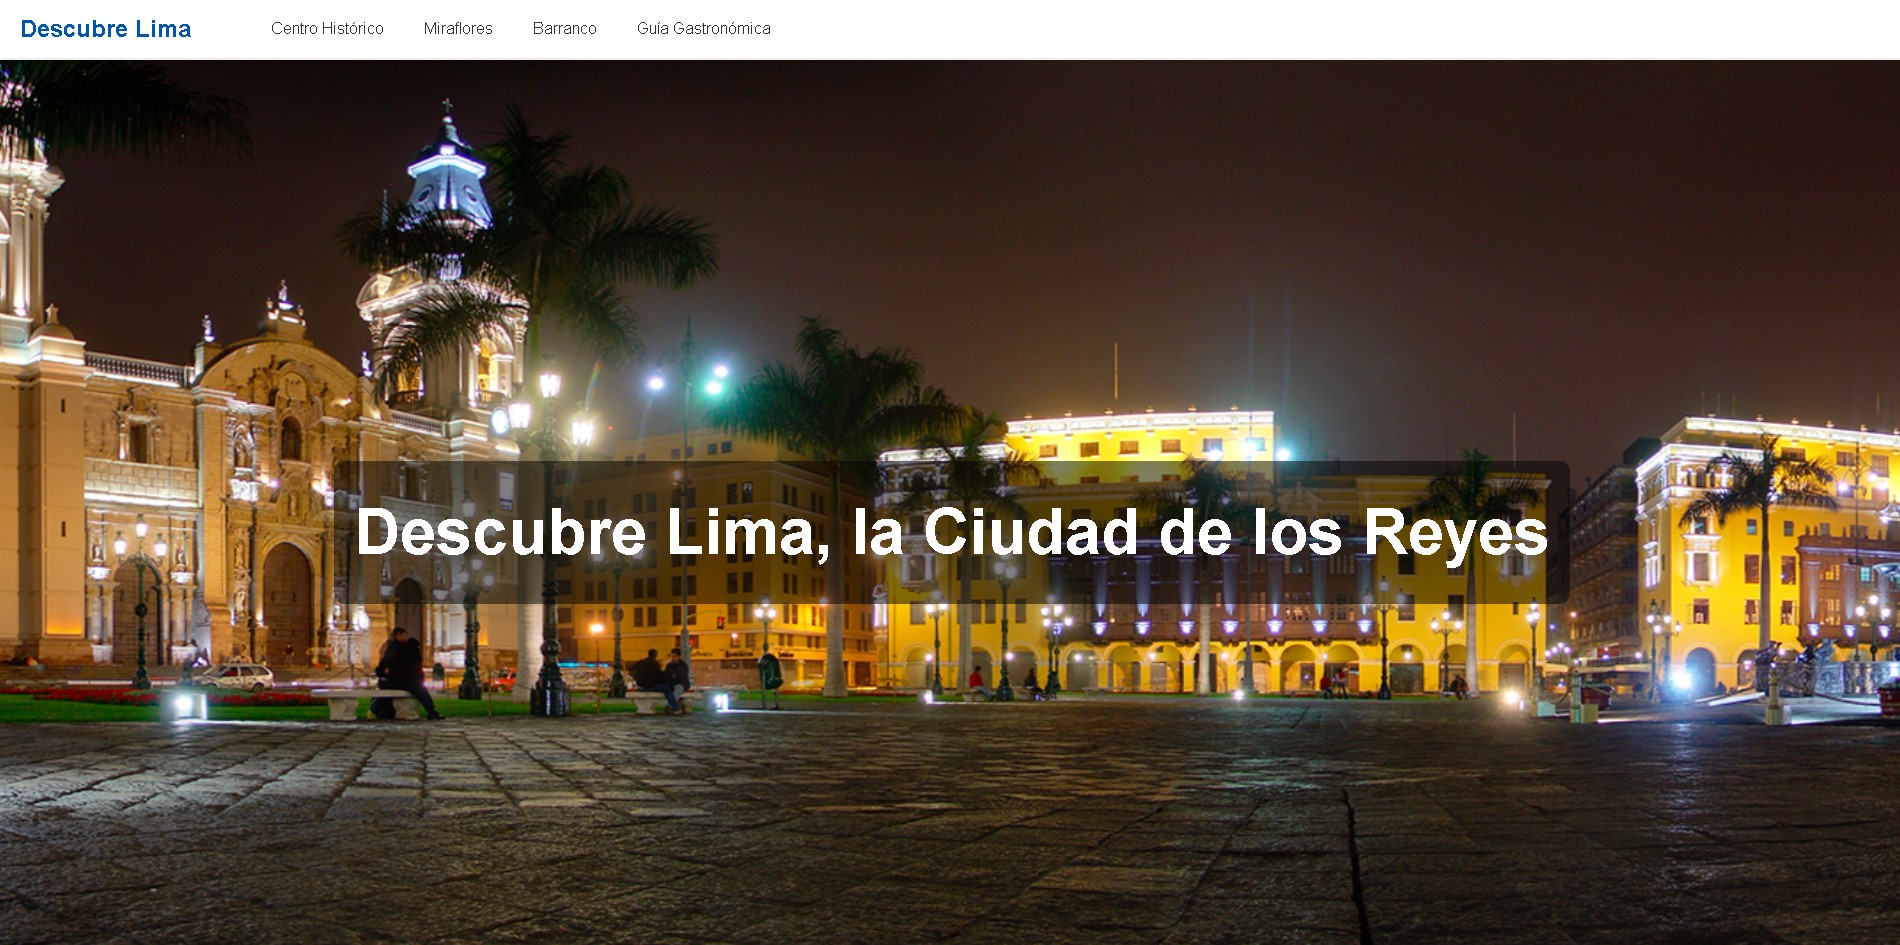 Descubre Lima
Centro Histórico
Miraflores
Barranco
Guía Gastronómica
Descubre Lima, la Ciudad de los Reyes